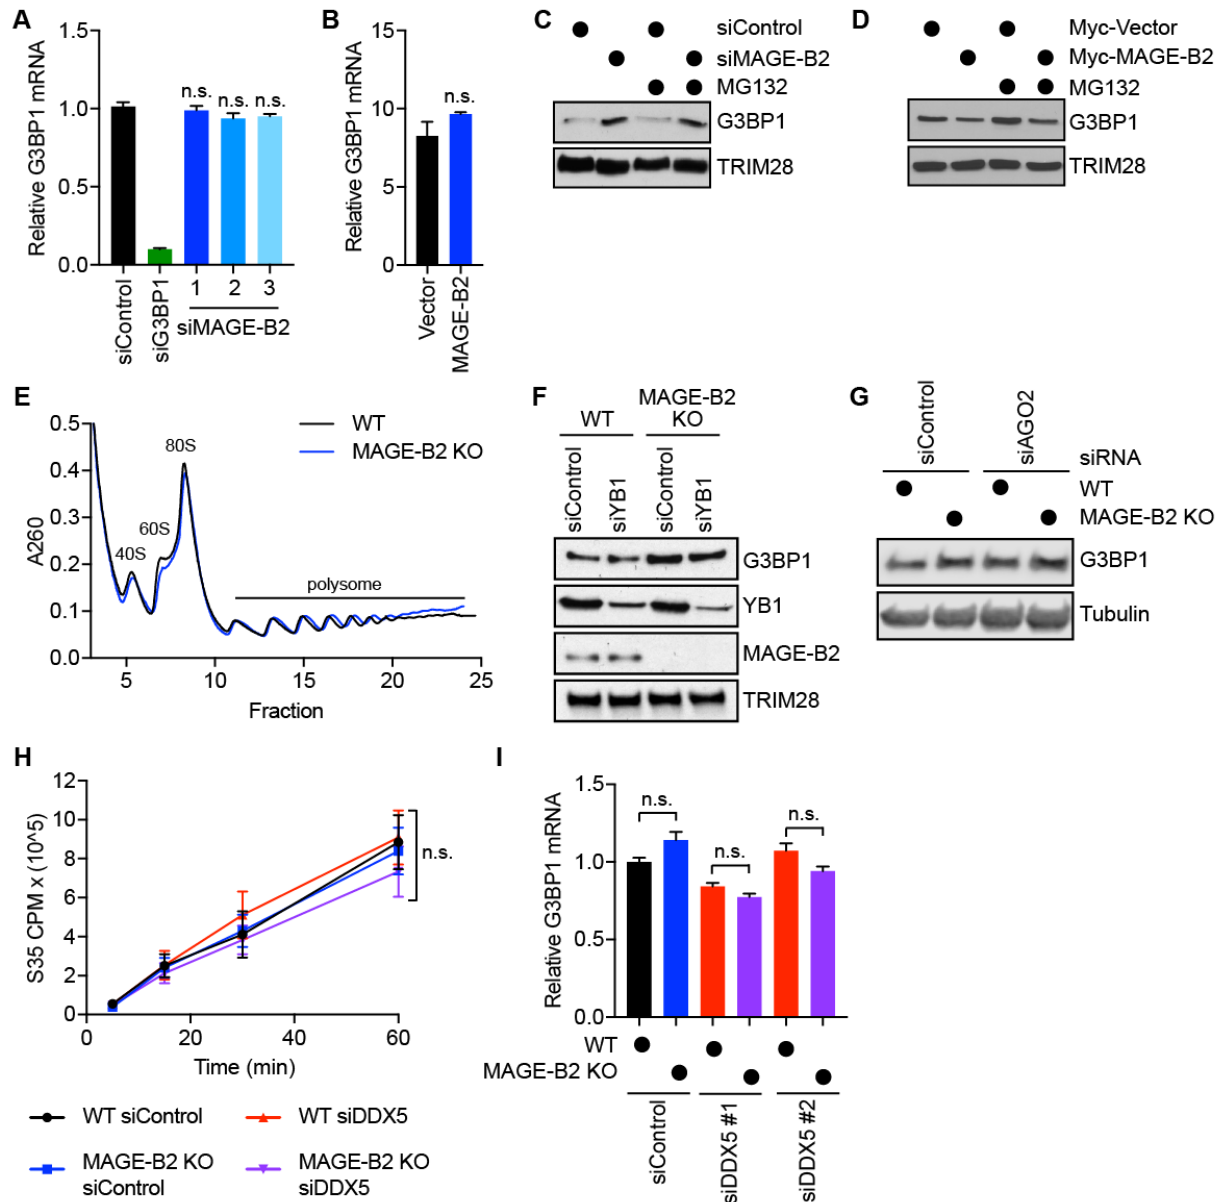 A
Relative G3BP1 mRNA
1.5
1.0
0.5
0.0
n.s.
n.s.
n.s.
siControl
siG3BP1
1 2 3
siMAGE-B2
B
Relative G3BP1 mRNA
15
10
5
0
n.s.
Vector
MAGE-B2
C
siControl
siMAGE-B2
MG132
G3BP1
TRIM28
D
Myc-Vector
Myc-MAGE-B2
MG132
G3BP1
TRIM28
E
A260
0.5
0.4
0.3
0.2
0.1
0.0
40S
60S
80S
polysome
WT
MAGE-B2 KO
5 10 15 20 25
Fraction
F
WT
MAGE-B2
KO
siControl
siYB1
siControl
siYB1
G3BP1
YB1
MAGE-B2
TRIM28
G
siControl
siAGO2
siRNA
WT
MAGE-B2 KO
G3BP1
Tubulin
H
S35 CPM x (10^5)
12
10
8
6
4
2
0
n.s.
0 20 40 60
Time (min)
WT siControl
WT siDDX5
MAGE-B2 KO
siControl
MAGE-B2 KO
siDDX5
I
Relative G3BP1 mRNA
1.5
1.0
0.5
0.0
n.s.
n.s.
n.s.
WT
MAGE-B2 KO
siControl
siDDX5 #1
siDDX5 #2